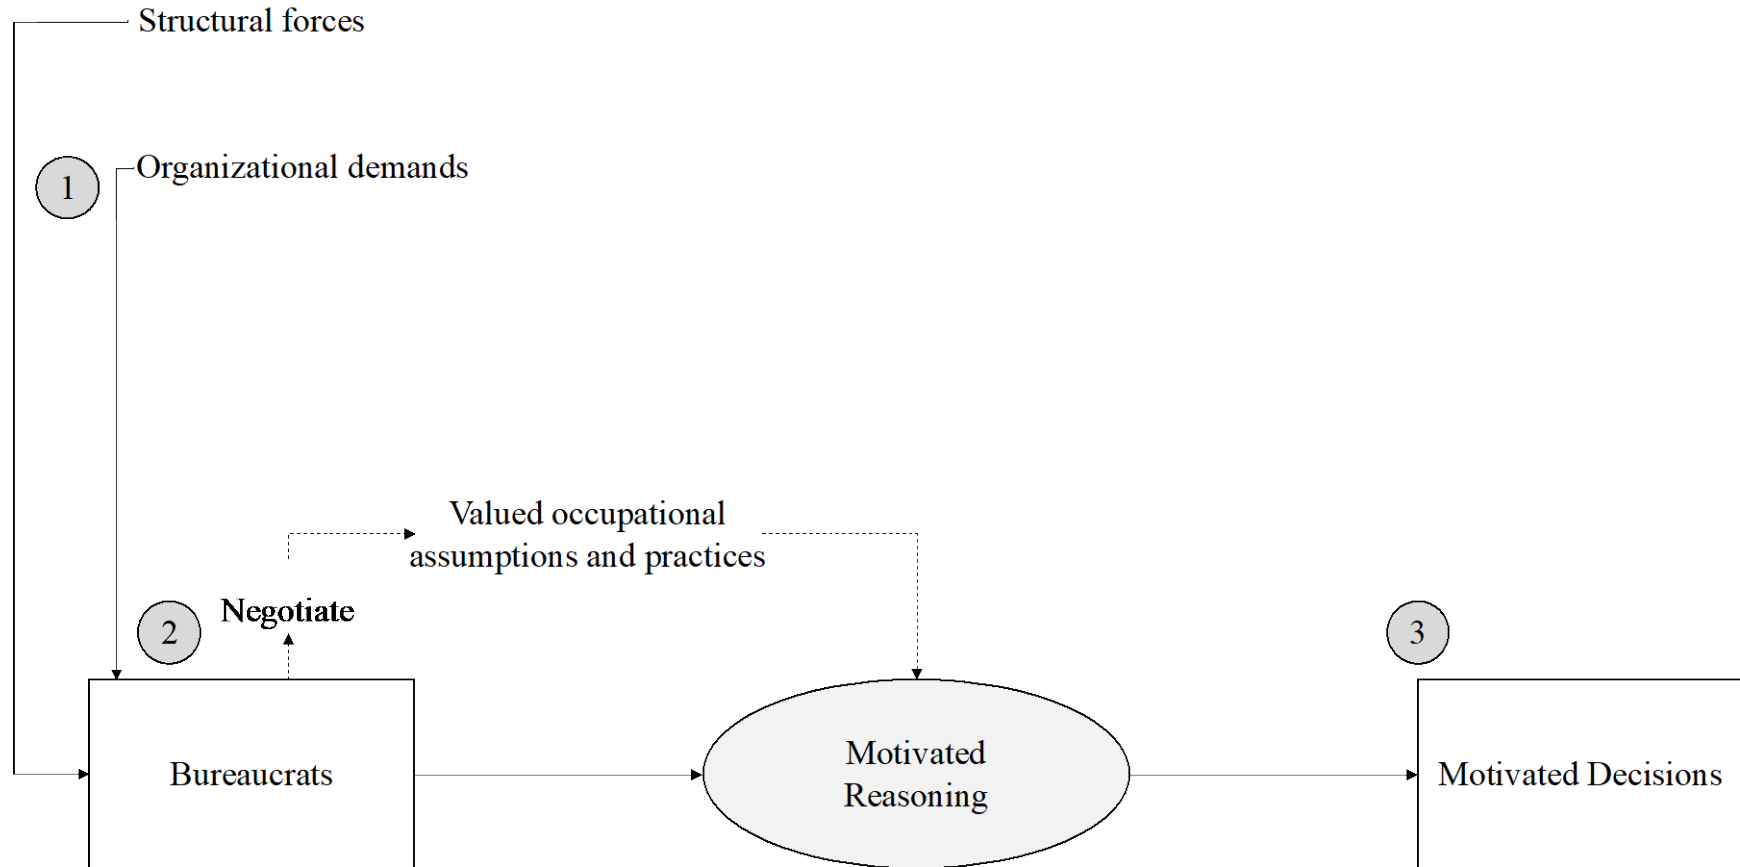 Structural forces
1
Organizational demands
Valued occupational
assumptions and practices
2
Negotiate
3
Bureaucrats
Motivated
Reasoning
Motivated Decisions